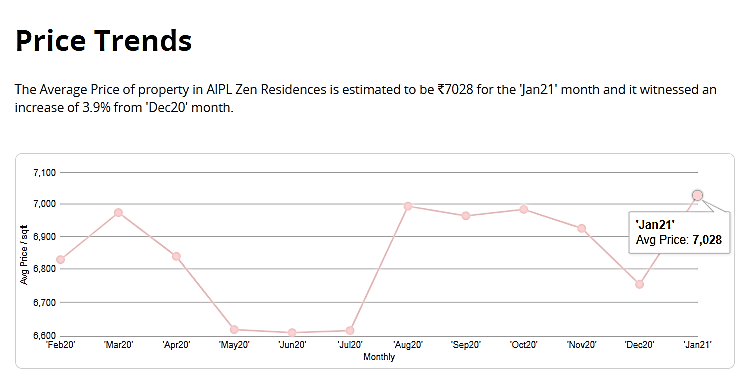 Price Trends
The Average Price of property in AIPL Zen Residences is estimated to be ₹7028 for the 'Jan21' month and it witnessed an
increase of 3.9% from 'Dec20' month.
7,100
7,000
6,900
6,800
6,700
6,600
Avg Price / sqft
'Jan21'
Avg Price: 7,028
'Feb20' 'Mar20' 'Apr20' 'May20' 'Jun20' 'Jul20' 'Aug20' 'Sep20' 'Oct20' 'Nov20' 'Dec20' 'Jan21'
Monthly